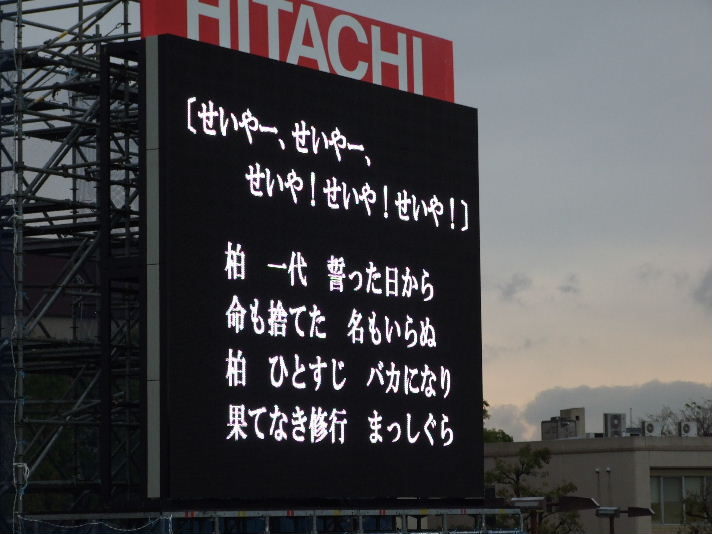 HITACHI
〔せいやー、せいやー、
せいや！せいや！せいや！〕
柏　一代　誓った日から
命も捨てた　名もいらぬ
柏　ひとすじ　バカになり
果てなき修行　まっしぐら